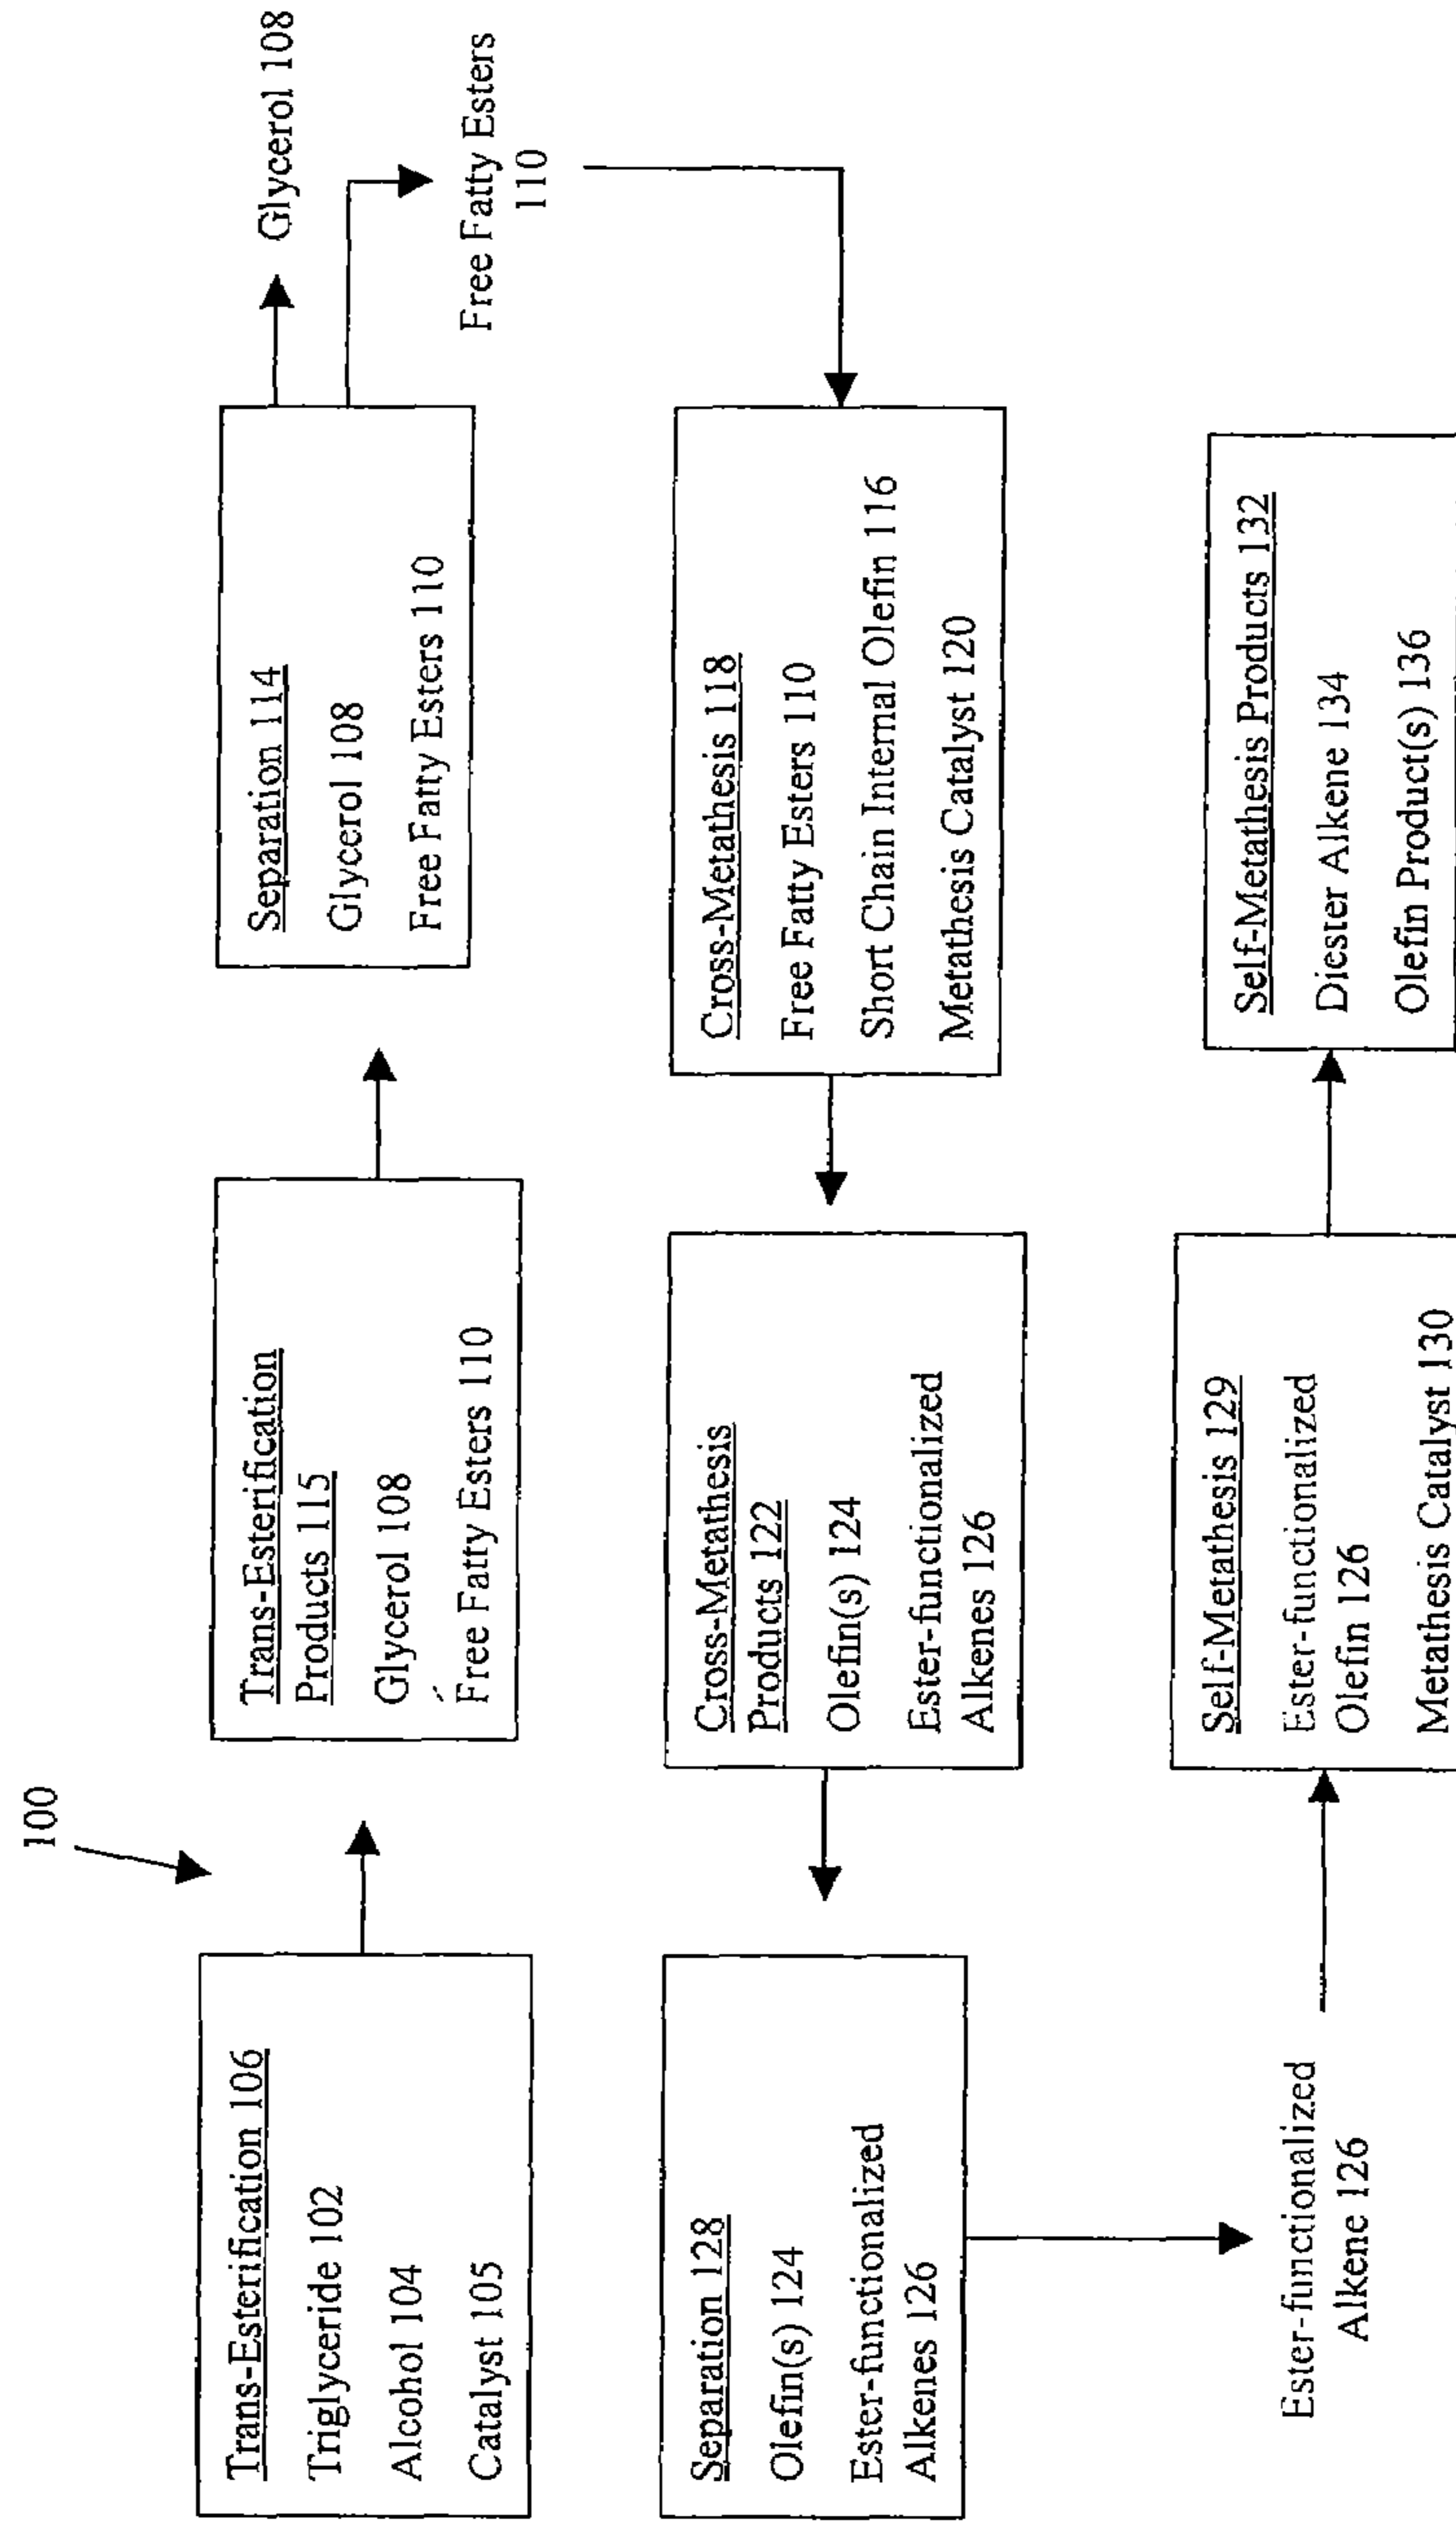 100
Trans-Esterification 106
Triglyceride 102
Alcohol 104
Catalyst 105
Trans-Esterification
Products 115
Glycerol 108
Free Fatty Esters 110
Separation 114
Glycerol 108
Free Fatty Esters 110
Glycerol 108
Free Fatty Esters
110
Cross-Metathesis 118
Free Fatty Esters 110
Short Chain Internal Olefin 116
Metathesis Catalyst 120
Cross-Metathesis
Products 122
Olefin(s) 124
Ester-functionalized
Alkenes 126
Separation 128
Olefin(s) 124
Ester-functionalized
Alkenes 126
Ester-functionalized
Alkene 126
Self-Metathesis 129
Ester-functionalized
Olefin 126
Metathesis Catalyst 130
Self-Metathesis Products 132
Diester Alkene 134
Olefin Product(s) 136